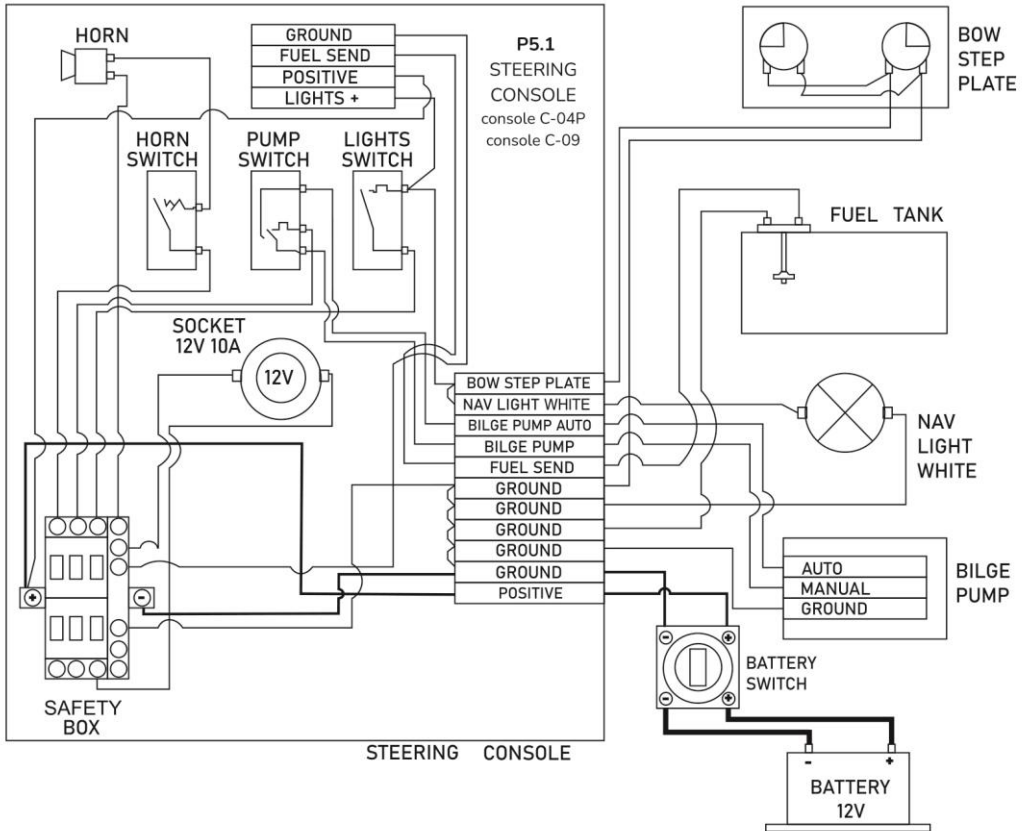 HORN
GROUND
FUEL SEND
POSITIVE
LIGHTS +
P5.1
STEERING
CONSOLE
console C-04P
console C-09
BOW
STEP
PLATE
HORN
SWITCH
PUMP
SWITCH
LIGHTS
SWITCH
FUEL TANK
SOCKET
12V 10A
12V
BOW STEP PLATE
NAV LIGHT WHITE
BILGE PUMP AUTO
BILGE PUMP
FUEL SEND
GROUND
GROUND
GROUND
GROUND
GROUND
POSITIVE
NAV
LIGHT
WHITE
AUTO
MANUAL
GROUND
BILGE
PUMP
+
-
- +
- +
BATTERY
SWITCH
SAFETY
BOX
STEERING CONSOLE
- +
BATTERY
12V